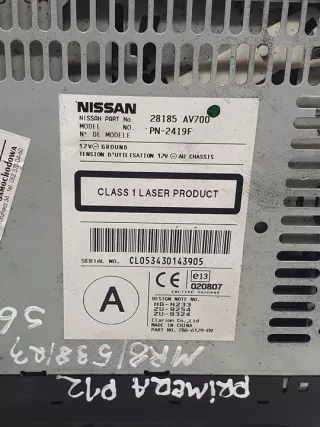 NISSAN
NISSAN PART No. 28185 AV700
MODEL NO. PN-2419F
N° DE MODELE
12V⎓ ⊖ GROUND
TENSION D'UTILISATION 12V ⎓ ⊖ AU CHASSIS
CLASS 1 LASER PRODUCT
SERIAL NO. CL053430143905
A
CE e13
020807
DESIGN NOTE NO.
HG-N233
ZU-9254
ZU-9324
Clarion Co., Ltd
MADE IN CHINA
PART NO. 286-6129-09
56
MR8/538/R3
PRIMERA P12